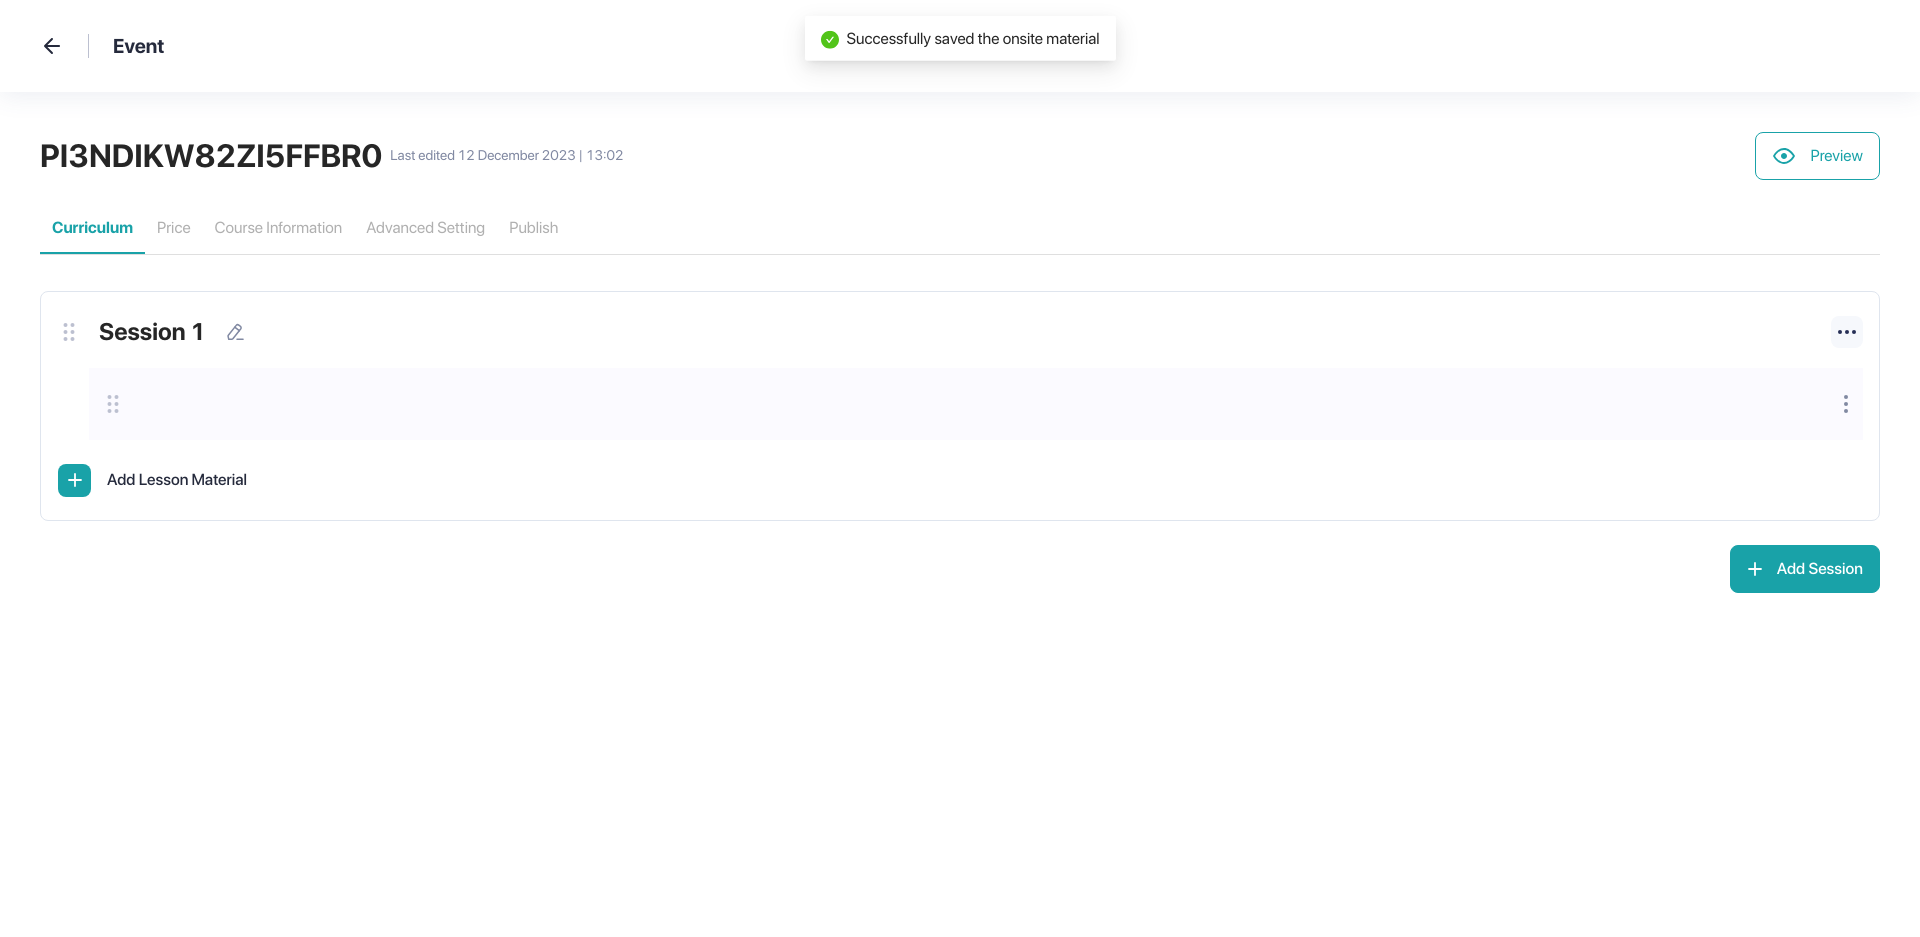 Event
Successfully saved the onsite material
PI3NDIKW82ZI5FFBR0 Last edited 12 December 2023 | 13:02
Preview
Curriculum Price Course Information Advanced Setting Publish
Session 1
Add Lesson Material
Add Session